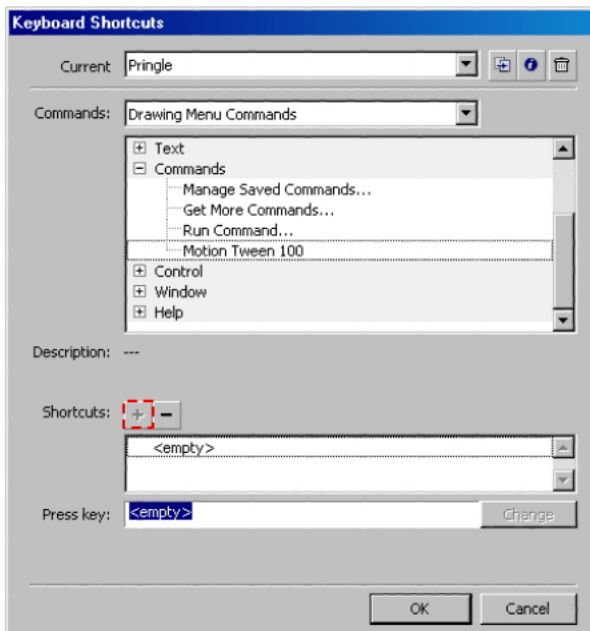 Keyboard Shortcuts
Current Pringle
Commands: Drawing Menu Commands
Text
Commands
Manage Saved Commands...
Get More Commands...
Run Command...
Motion Tween 100
Control
Window
Help
Description: ---
Shortcuts: + −
<empty>
Press key: <empty> Change
OK Cancel